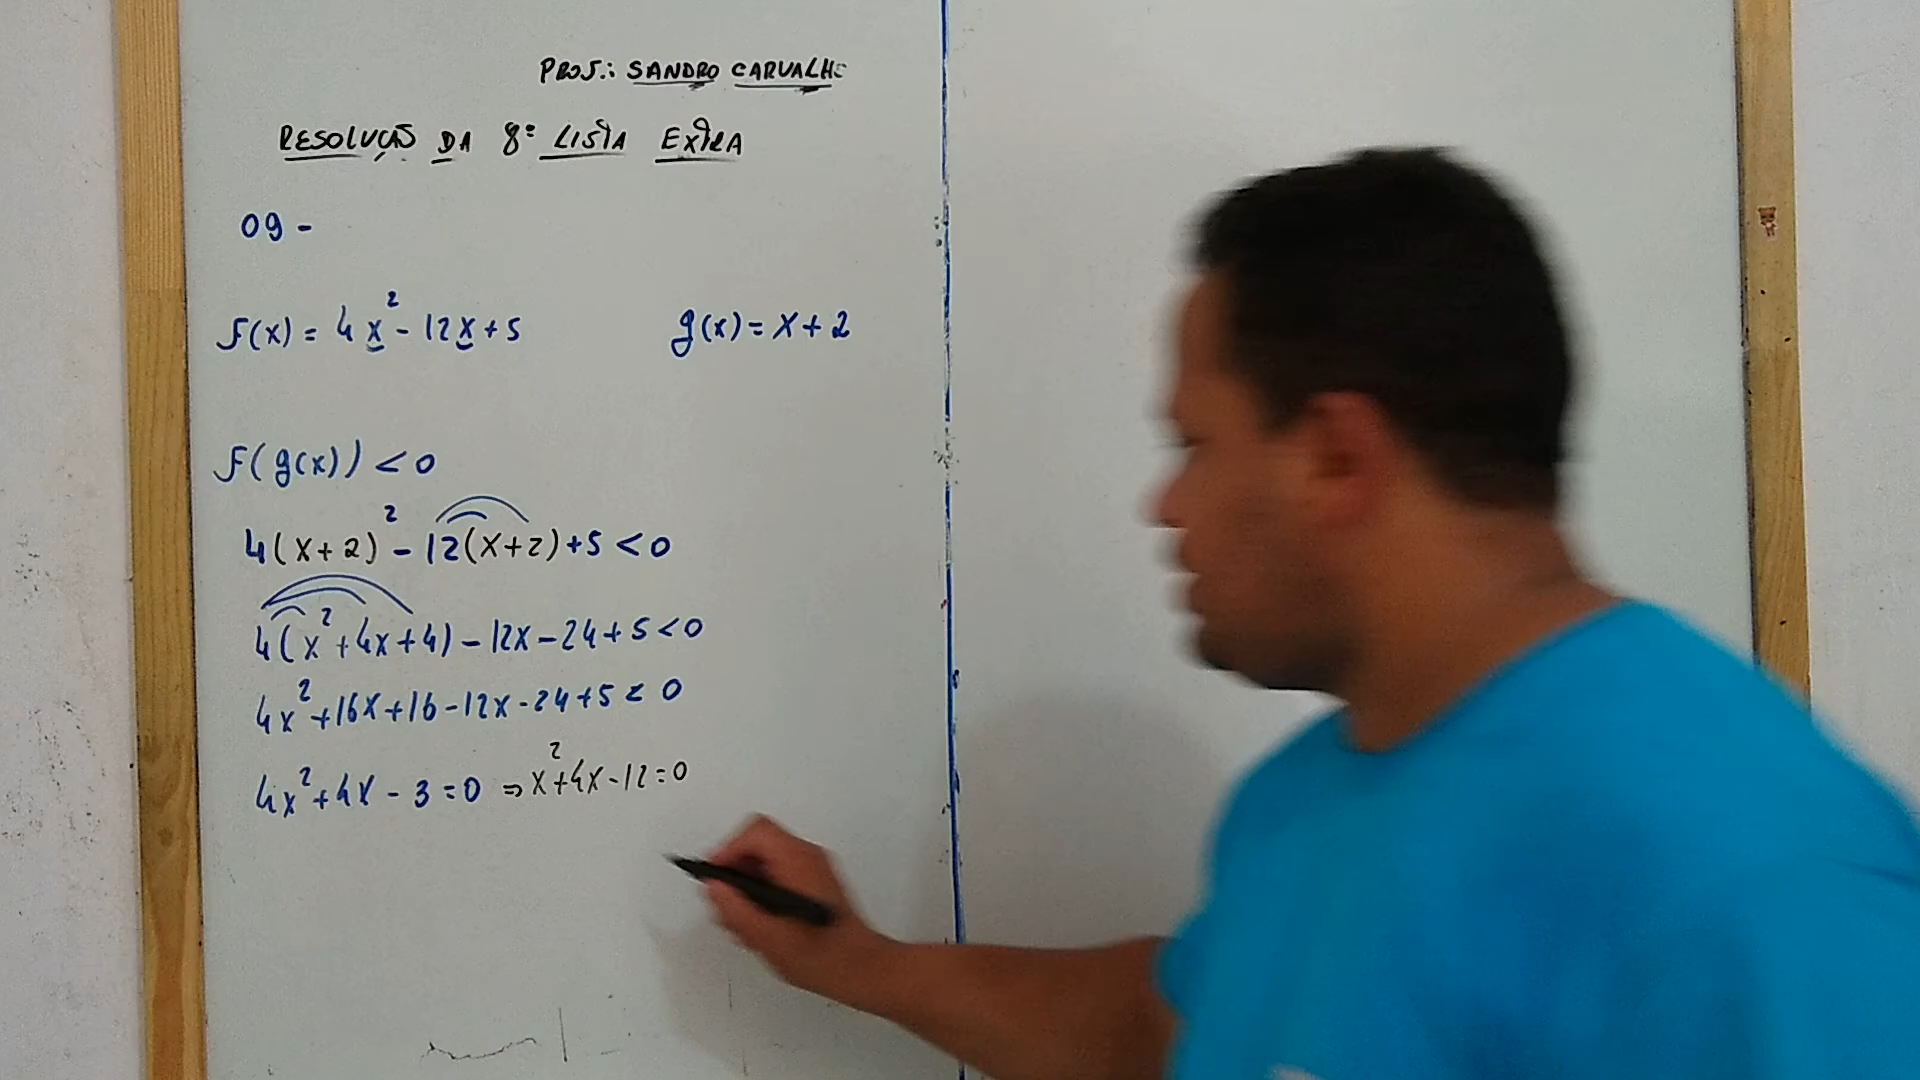 PROF.: SANDRO CARVALHO
RESOLUÇÃO DA 8ª LISTA EXTRA
09 -
f(x) = 4x² - 12x + 5 g(x) = x + 2
f(g(x)) < 0
4(x+2)² - 12(x+2) + 5 < 0
4(x² + 4x + 4) - 12x - 24 + 5 < 0
4x² + 16x + 16 - 12x - 24 + 5 < 0
4x² + 4x - 3 = 0 ⇒ x² + 4x - 12 = 0